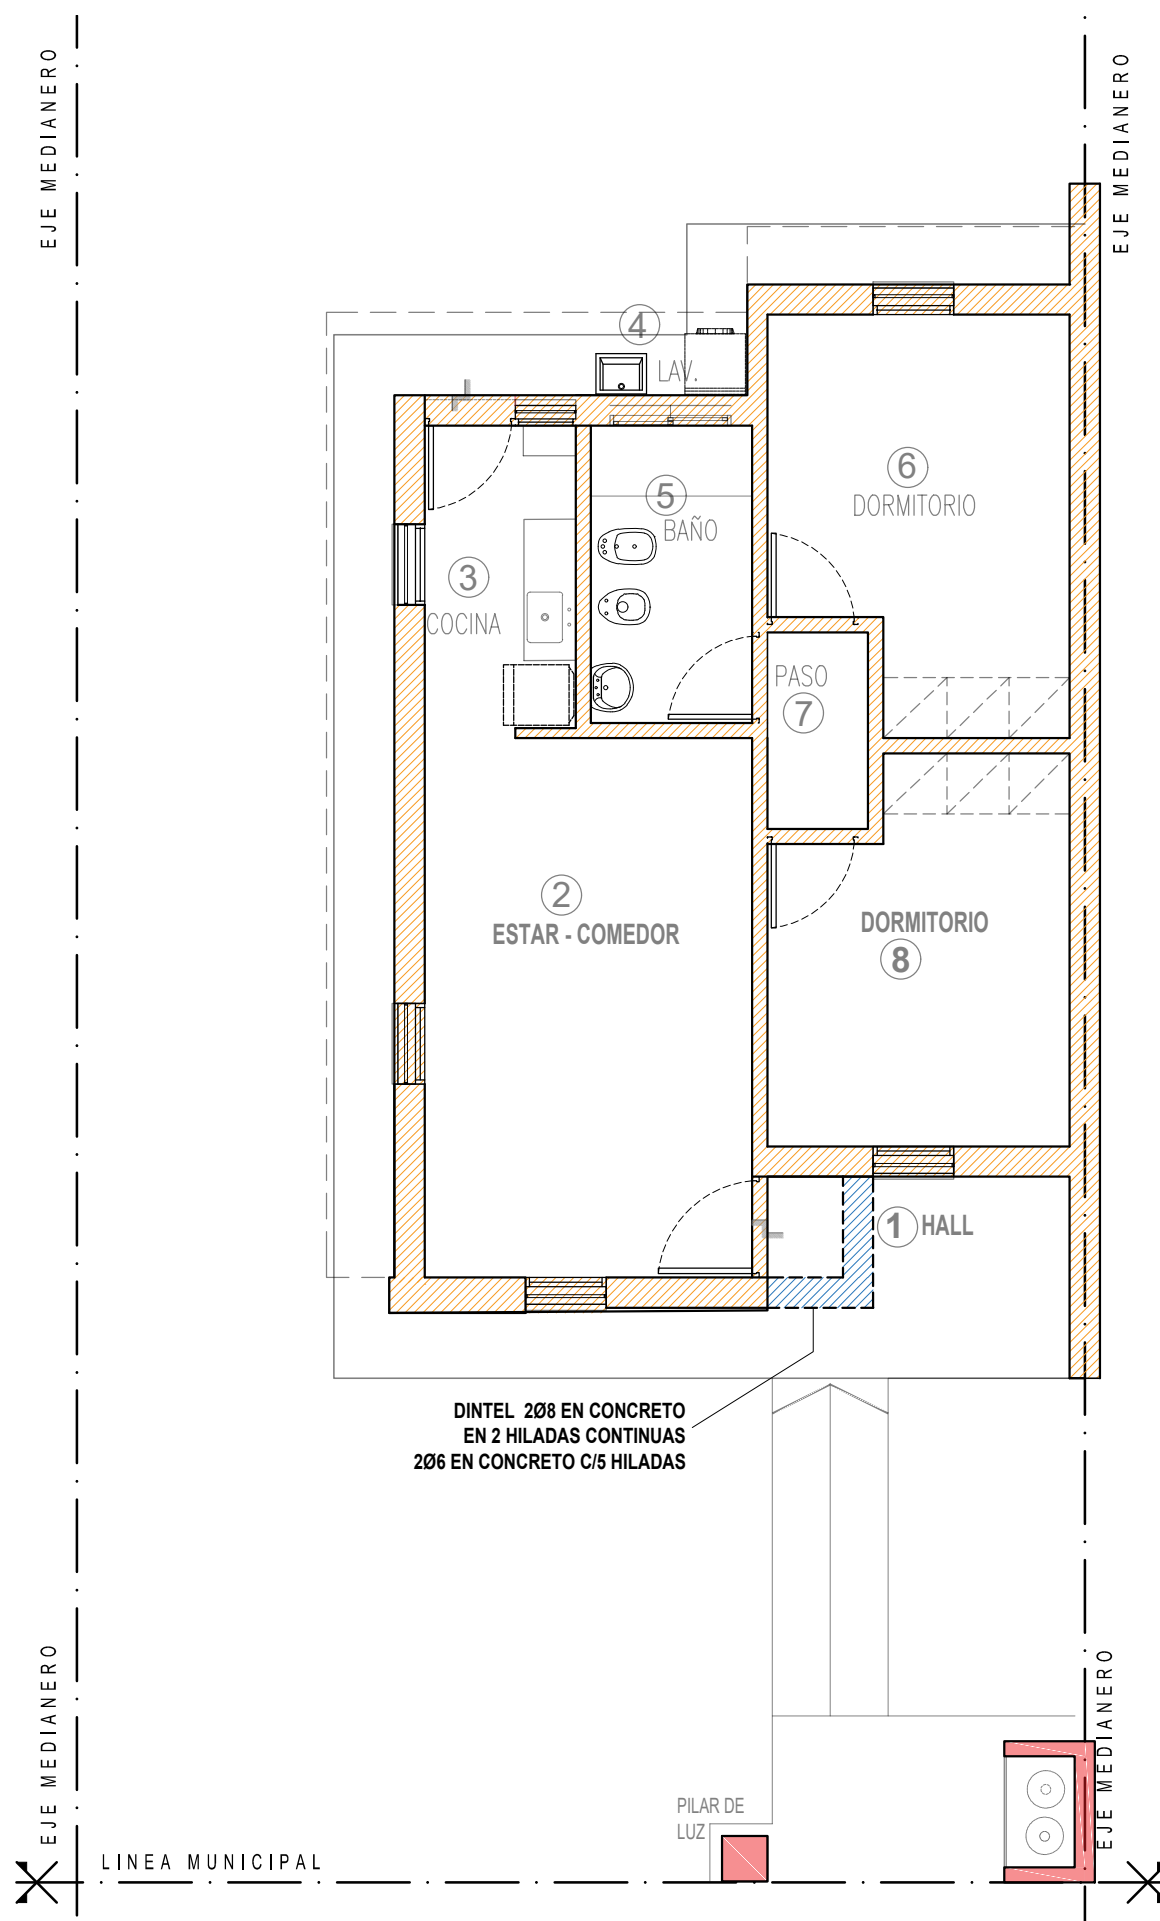 EJE MEDIANERO
EJE MEDIANERO
4
LAV.
6
DORMITORIO
5
BAÑO
3
COCINA
PASO
7
2
ESTAR - COMEDOR
DORMITORIO
8
1 HALL
DINTEL 2Ø8 EN CONCRETO
EN 2 HILADAS CONTINUAS
2Ø6 EN CONCRETO C/5 HILADAS
EJE MEDIANERO
EJE MEDIANERO
PILAR DE
LUZ
LINEA MUNICIPAL